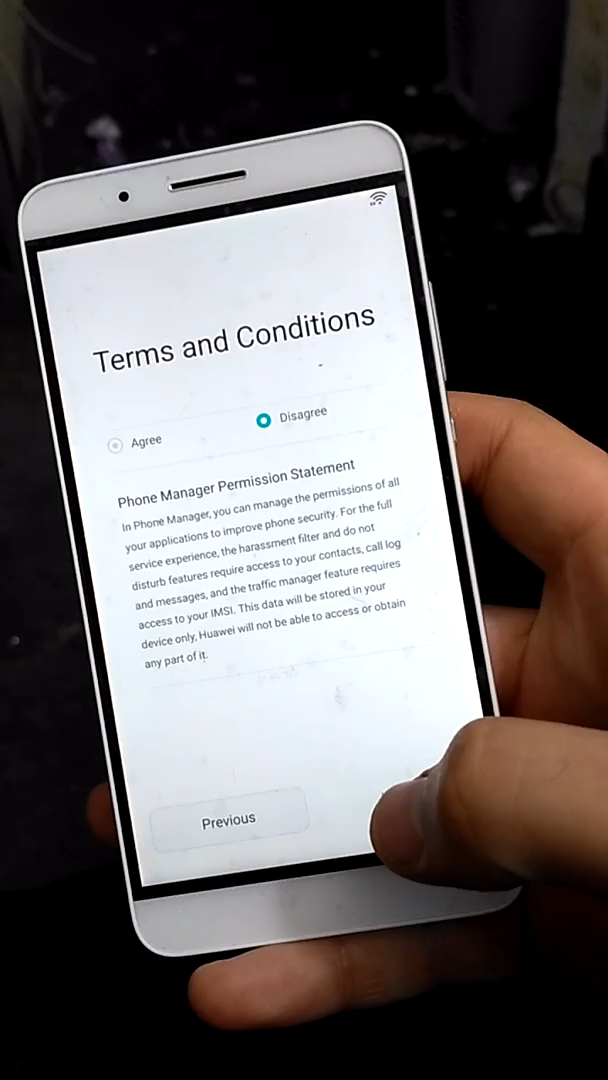 Terms and Conditions
Agree
Disagree
Phone Manager Permission Statement
In Phone Manager, you can manage the permissions of all
your applications to improve phone security. For the full
service experience, the harassment filter and do not
disturb features require access to your contacts, call log
and messages, and the traffic manager feature requires
access to your IMSI. This data will be stored in your
device only, Huawei will not be able to access or obtain
any part of it.
Previous